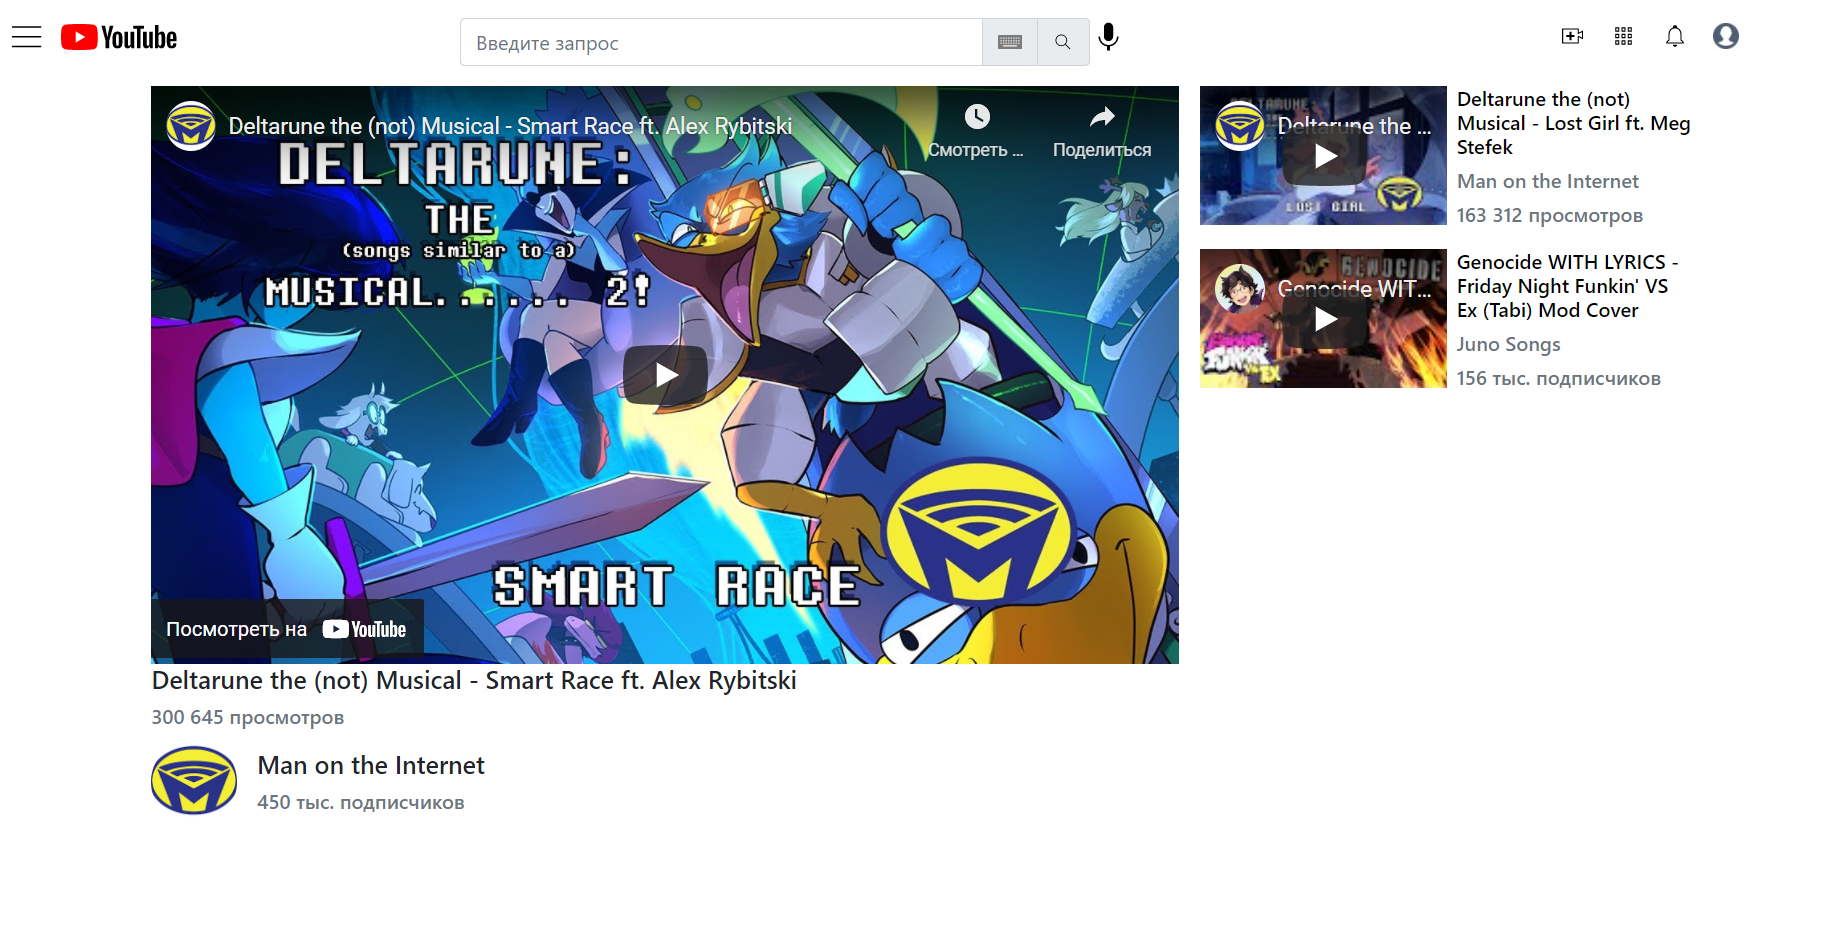 YouTube
Введите запрос
Deltarune the (not) Musical - Smart Race ft. Alex Rybitski
Смотреть ...
Поделиться
DELTARUNE:
THE
(songs similar to a)
MUSICAL...... 2!
SMART RACE
Посмотреть на YouTube
Deltarune the (not) Musical - Smart Race ft. Alex Rybitski
300 645 просмотров
Man on the Internet
450 тыс. подписчиков
DELTARUNE:
Deltarune the ...
LOST GIRL
Deltarune the (not)
Musical - Lost Girl ft. Meg
Stefek
Man on the Internet
163 312 просмотров
GENOCIDE
Genocide WIT...
Genocide WITH LYRICS -
Friday Night Funkin' VS
Ex (Tabi) Mod Cover
Juno Songs
156 тыс. подписчиков